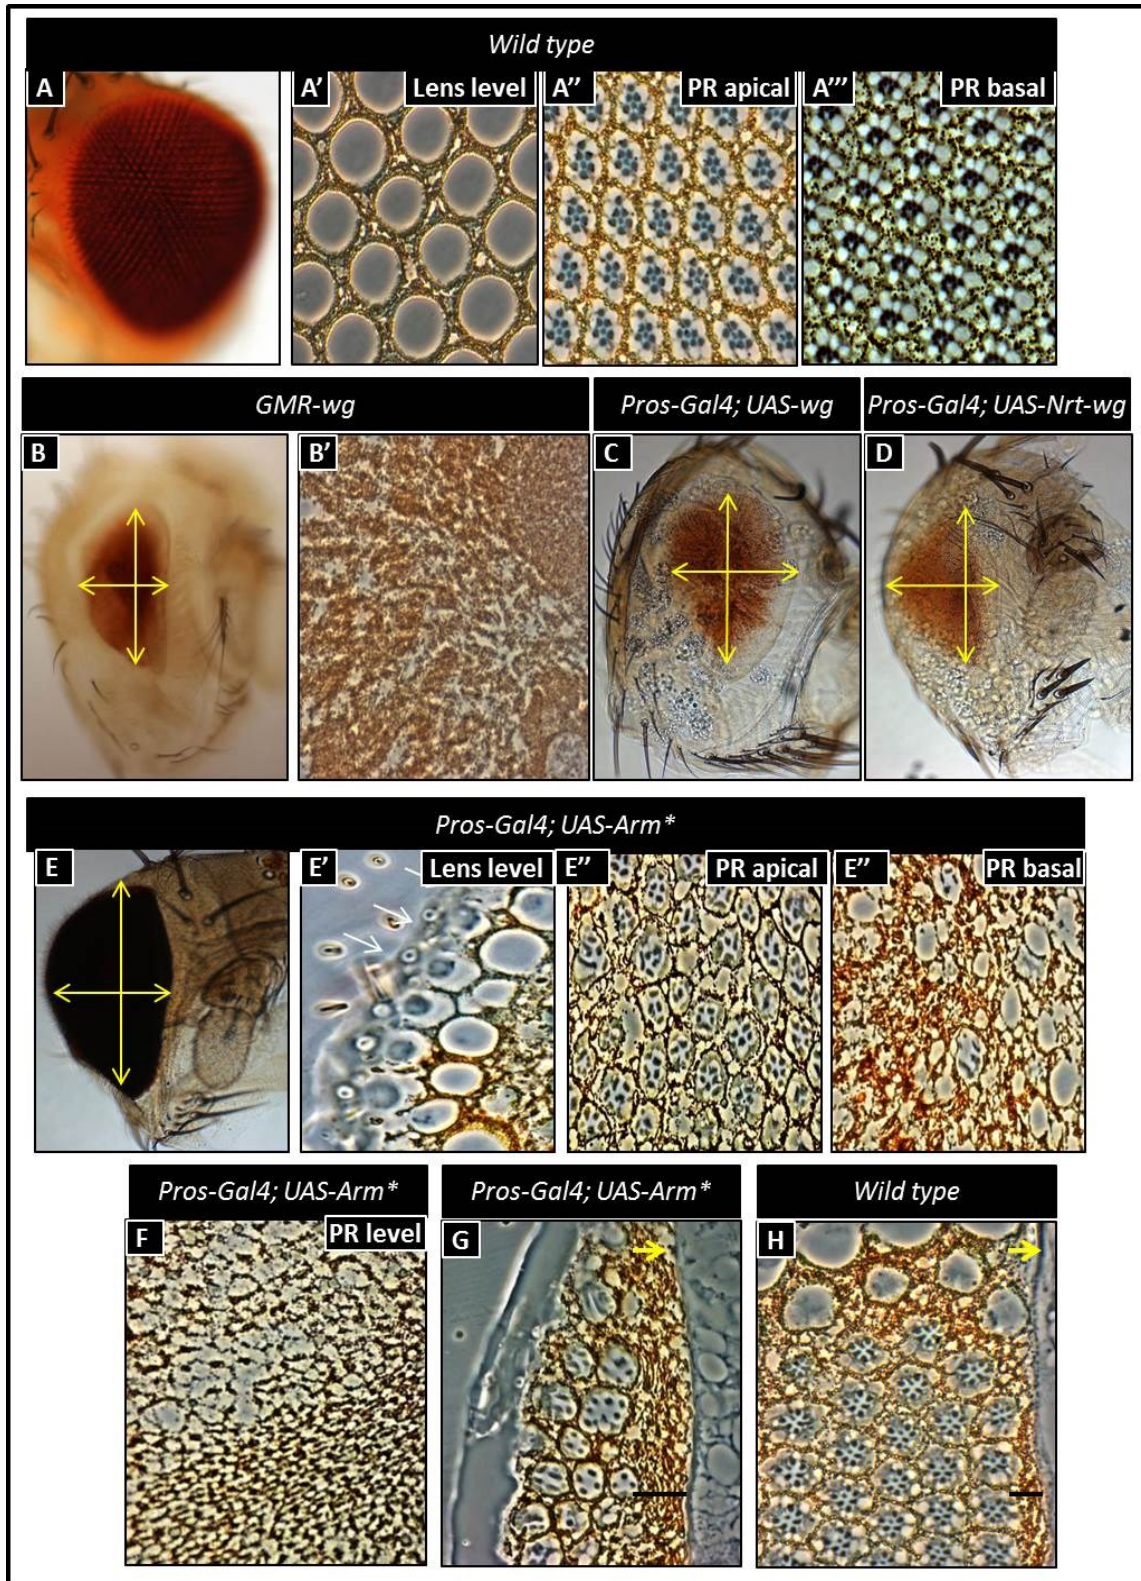 Wild type
A
A' Lens level
A'' PR apical
A''' PR basal
GMR-wg
Pros-Gal4; UAS-wg
Pros-Gal4; UAS-Nrt-wg
B
B'
C
D
Pros-Gal4; UAS-Arm*
E
E' Lens level
E'' PR apical
E'' PR basal
Pros-Gal4; UAS-Arm*
Pros-Gal4; UAS-Arm*
Wild type
F PR level
G
H